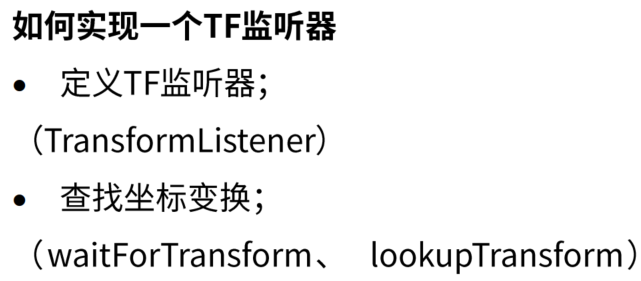 如何实现一个TF监听器
• 定义TF监听器；
（TransformListener）
• 查找坐标变换；
（waitForTransform、 lookupTransform）